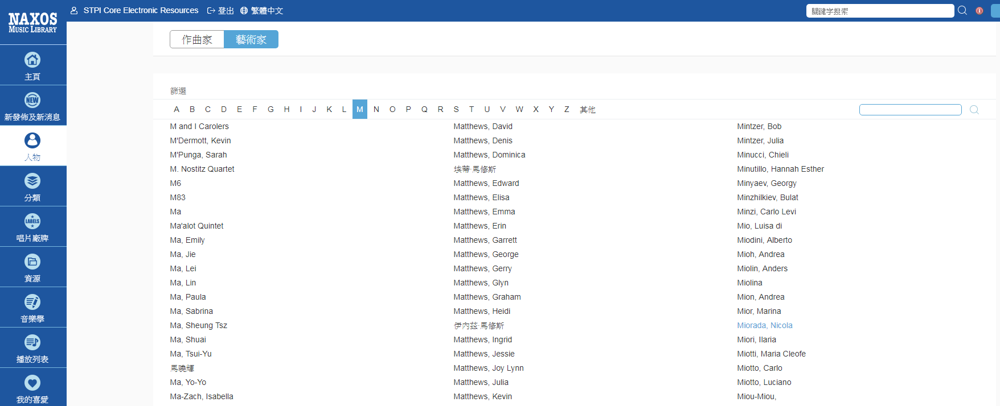 NAXOS
MUSIC LIBRARY
STPI Core Electronic Resources 登出 繁體中文
關鍵字搜索
主頁
NEW
新發佈及新消息
人物
分類
LABELS
唱片廠牌
資源
音樂學
播放列表
我的喜愛
作曲家 藝術家
篩選
A B C D E F G H I J K L M N O P Q R S T U V W X Y Z 其他
M and I Carolers
M'Dermott, Kevin
M'Punga, Sarah
M. Nostitz Quartet
M6
M83
Ma
Ma'alot Quintet
Ma, Emily
Ma, Jie
Ma, Lei
Ma, Lin
Ma, Paula
Ma, Sabrina
Ma, Sheung Tsz
Ma, Shuai
Ma, Tsui-Yu
馬曉輝
Ma, Yo-Yo
Ma-Zach, Isabella
Matthews, David
Matthews, Denis
Matthews, Dominica
埃蒂·馬修斯
Matthews, Edward
Matthews, Elisa
Matthews, Emma
Matthews, Erin
Matthews, Garrett
Matthews, George
Matthews, Gerry
Matthews, Glyn
Matthews, Graham
Matthews, Heidi
伊內茲·馬修斯
Matthews, Ingrid
Matthews, Jessie
Matthews, Joy Lynn
Matthews, Julia
Matthews, Kevin
Mintzer, Bob
Mintzer, Julia
Minucci, Chieli
Minutillo, Hannah Esther
Minyaev, Georgy
Minzhilkiev, Bulat
Minzi, Carlo Levi
Mio, Luisa di
Miodini, Alberto
Mioh, Andrea
Miolin, Anders
Miolina
Mion, Andrea
Mior, Marina
Miorada, Nicola
Miori, Ilaria
Miotti, Maria Cleofe
Miotto, Carlo
Miotto, Luciano
Miou-Miou,